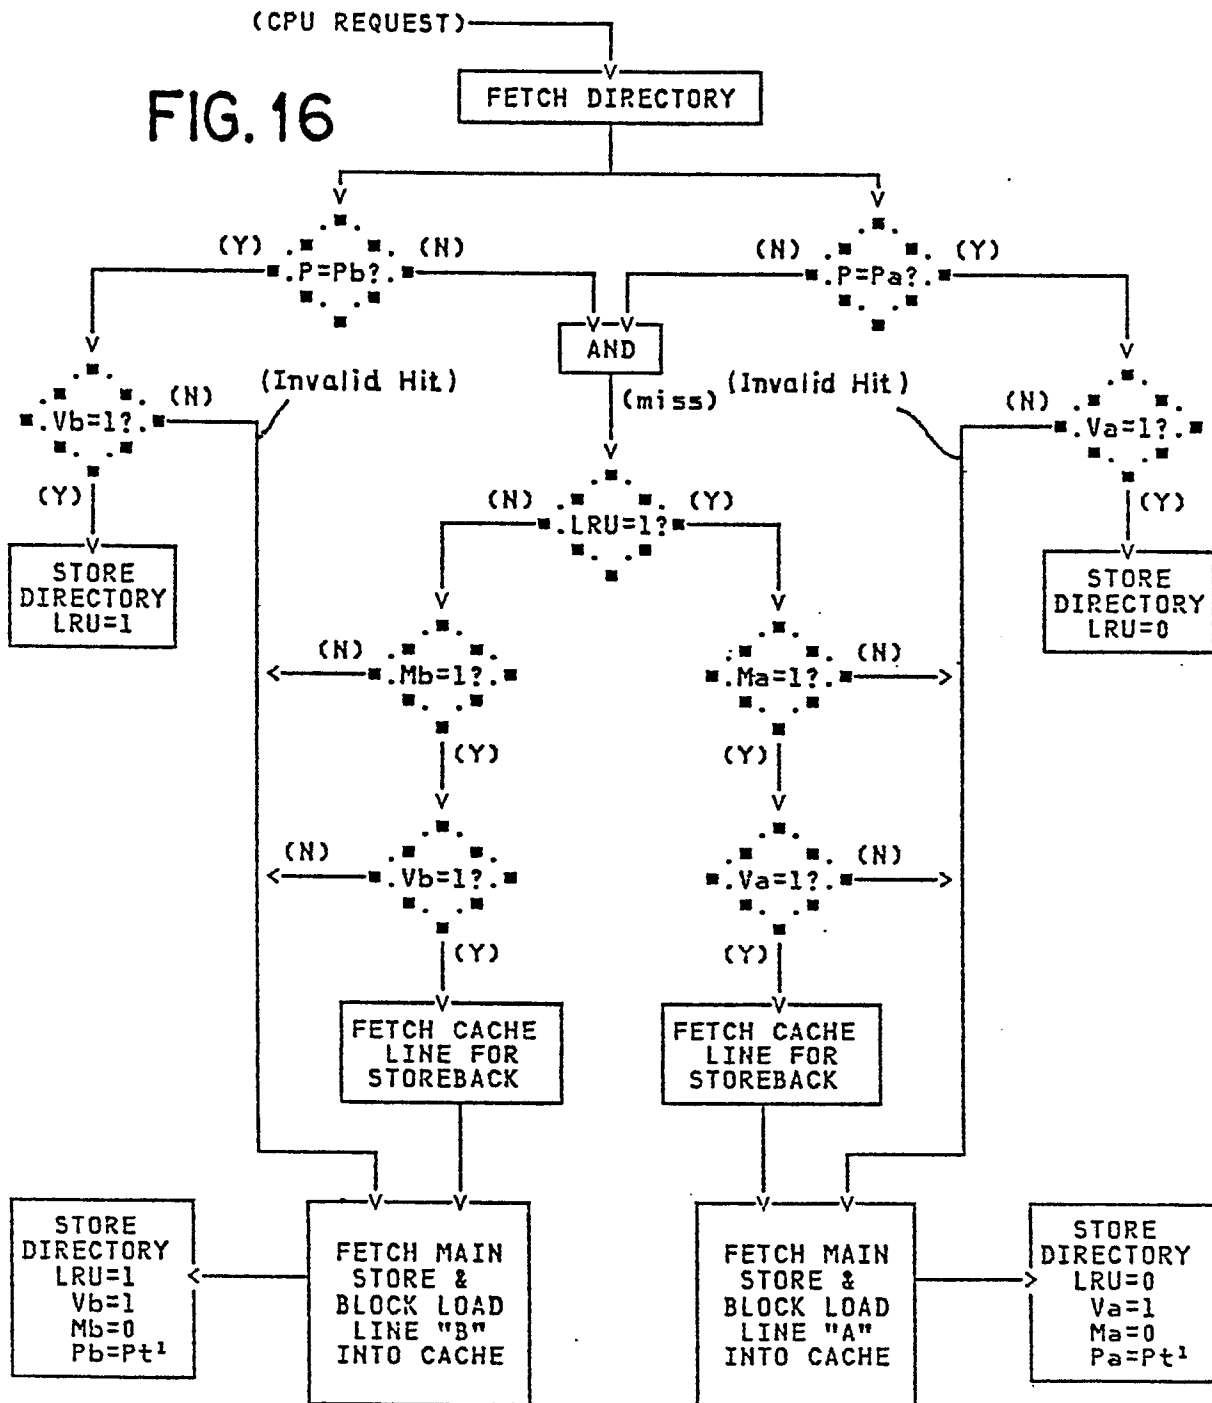 (CPU REQUEST)
FIG. 16
FETCH DIRECTORY
(Y)
P=Pb?
(N)
(N)
P=Pa?
(Y)
AND
(miss)
(Invalid Hit)
(Invalid Hit)
Vb=1?
(N)
(Y)
(N)
Va=1?
(Y)
STORE
DIRECTORY
LRU=1
(N)
LRU=1?
(Y)
STORE
DIRECTORY
LRU=0
(N)
Mb=1?
(Y)
Ma=1?
(N)
(Y)
(N)
Vb=1?
(Y)
Va=1?
(N)
(Y)
FETCH CACHE
LINE FOR
STOREBACK
FETCH CACHE
LINE FOR
STOREBACK
STORE
DIRECTORY
LRU=1
Vb=1
Mb=0
Pb=Pt¹
FETCH MAIN
STORE &
BLOCK LOAD
LINE "B"
INTO CACHE
FETCH MAIN
STORE &
BLOCK LOAD
LINE "A"
INTO CACHE
STORE
DIRECTORY
LRU=0
Va=1
Ma=0
Pa=Pt¹